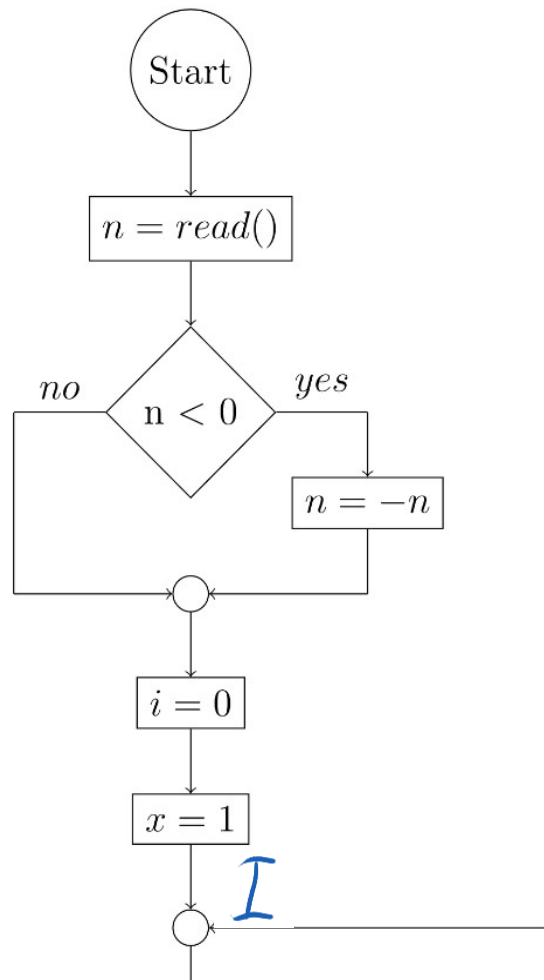 Start
n = read()
no
yes
n < 0
n = −n
i = 0
x = 1
I